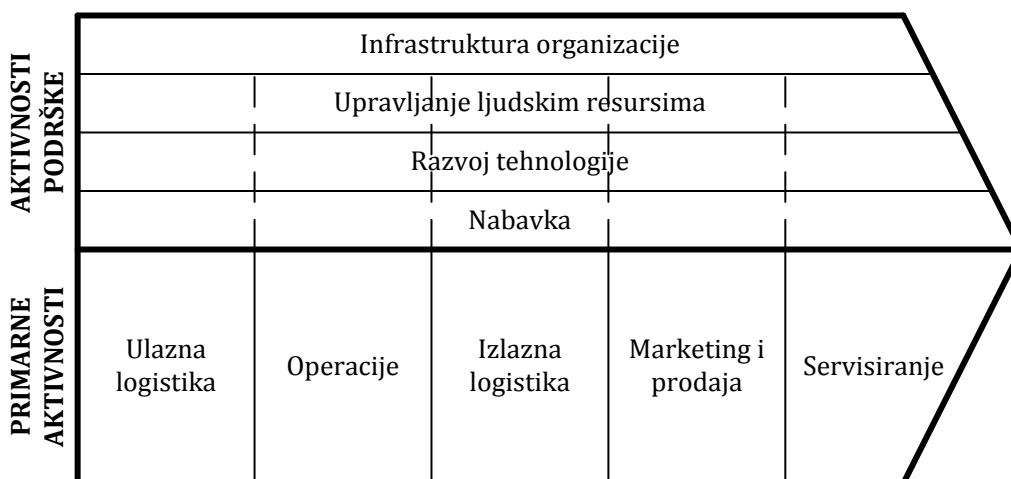 AKTIVNOSTI
PODRŠKE
Infrastruktura organizacije
Upravljanje ljudskim resursima
Razvoj tehnologije
Nabavka
PRIMARNE
AKTIVNOSTI
Ulazna
logistika
Operacije
Izlazna
logistika
Marketing i
prodaja
Servisiranje